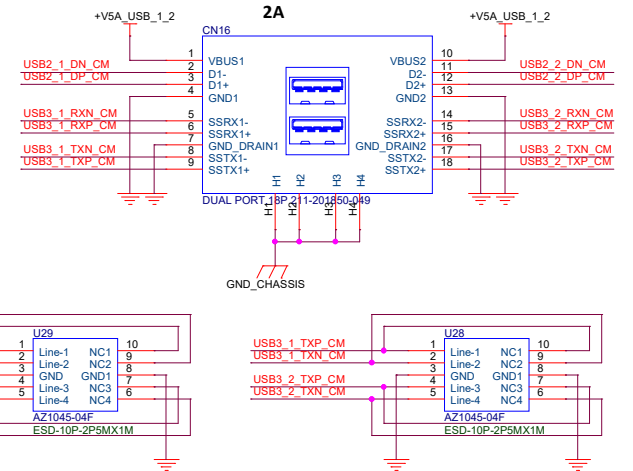 2A
+V5A_USB_1_2
+V5A_USB_1_2
CN16
1 VBUS1 VBUS2 10
USB2_1_DN_CM 2 D1- D2- 11 USB2_2_DN_CM
USB2_1_DP_CM 3 D1+ D2+ 12 USB2_2_DP_CM
4 GND1 GND2 13
USB3_1_RXN_CM 5 SSRX1- SSRX2- 14 USB3_2_RXN_CM
USB3_1_RXP_CM 6 SSRX1+ SSRX2+ 15 USB3_2_RXP_CM
7 GND_DRAIN1 GND_DRAIN2 16
USB3_1_TXN_CM 8 SSTX1- SSTX2- 17 USB3_2_TXN_CM
USB3_1_TXP_CM 9 SSTX1+ SSTX2+ 18 USB3_2_TXP_CM
H1 H2 H3 H4
DUAL PORT_18P_211-201850-049
H1 H2 H3 H4
GND_CHASSIS
U29
1 Line-1 NC1 10
2 Line-2 NC2 9
3 GND GND1 8
4 Line-3 NC3 7
5 Line-4 NC4 6
AZ1045-04F
ESD-10P-2P5MX1M
U28
USB3_1_TXP_CM 1 Line-1 NC1 10
USB3_1_TXN_CM 2 Line-2 NC2 9
3 GND GND1 8
USB3_2_TXP_CM 4 Line-3 NC3 7
USB3_2_TXN_CM 5 Line-4 NC4 6
AZ1045-04F
ESD-10P-2P5MX1M